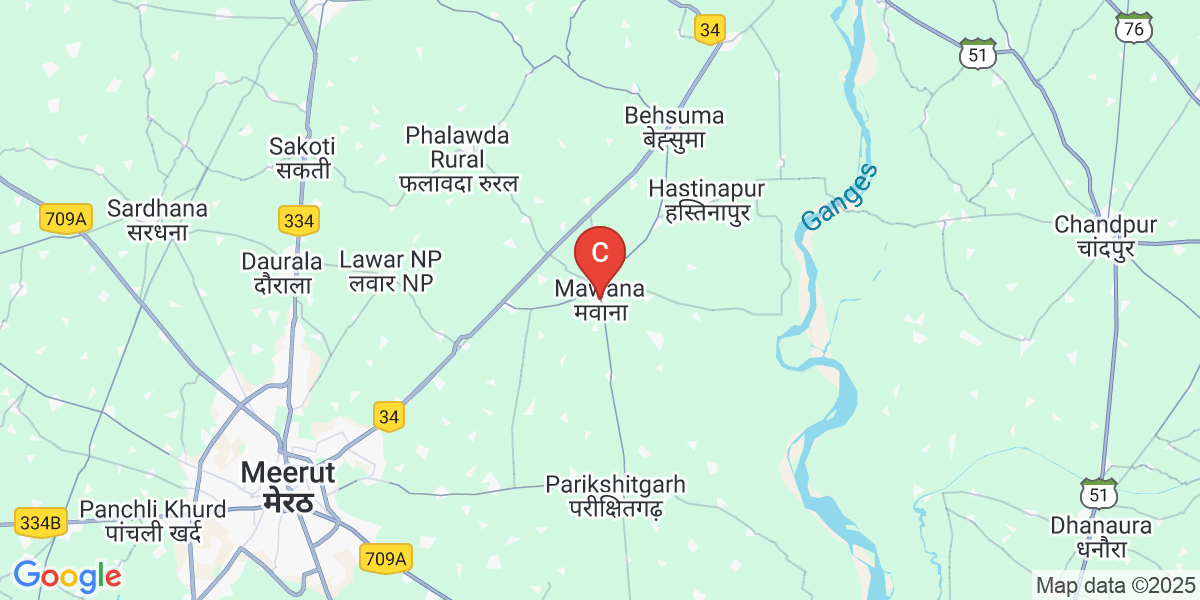 34
76
51
Behsuma
बेह्सुमा
Phalawda
Rural
फलावदा रुरल
Sakoti
सकती
Hastinapur
हस्तिनापुर
Ganges
709A
Sardhana
सरधना
334
Chandpur
चांदपुर
Daurala
दौराला
Lawar NP
लवार NP
C
Mawana
मवाना
34
Meerut
मेरठ
Parikshitgarh
परीक्षितगढ़
51
Panchli Khurd
पांचली खर्द
334B
Dhanaura
धनौरा
709A
Google
Map data ©2025